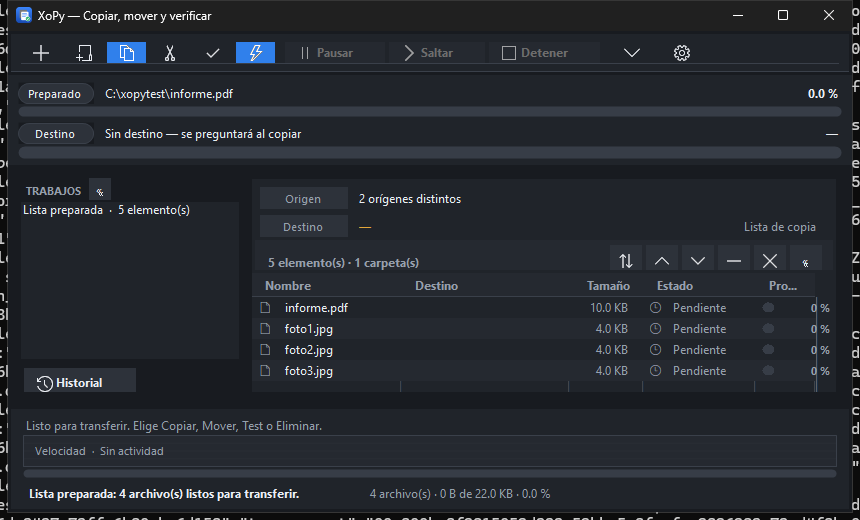 XoPy — Copiar, mover y verificar
Pausar
Saltar
Detener
Preparado
C:\xopytest\informe.pdf
0.0 %
Destino
Sin destino — se preguntará al copiar
—
TRABAJOS
Lista preparada · 5 elemento(s)
Historial
Origen
2 orígenes distintos
Destino
—
Lista de copia
5 elemento(s) · 1 carpeta(s)
Nombre Destino Tamaño Estado Pro...
informe.pdf 10.0 KB Pendiente 0 %
foto1.jpg 4.0 KB Pendiente 0 %
foto2.jpg 4.0 KB Pendiente 0 %
foto3.jpg 4.0 KB Pendiente 0 %
Listo para transferir. Elige Copiar, Mover, Test o Eliminar.
Velocidad · Sin actividad
Lista preparada: 4 archivo(s) listos para transferir.
4 archivo(s) · 0 B de 22.0 KB · 0.0 %